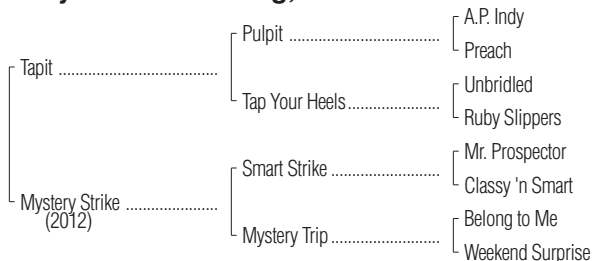 Pulpit
A.P. Indy
Preach
Tapit
Tap Your Heels
Unbridled
Ruby Slippers
Smart Strike
Mr. Prospector
Classy 'n Smart
Mystery Strike
(2012)
Mystery Trip
Belong to Me
Weekend Surprise